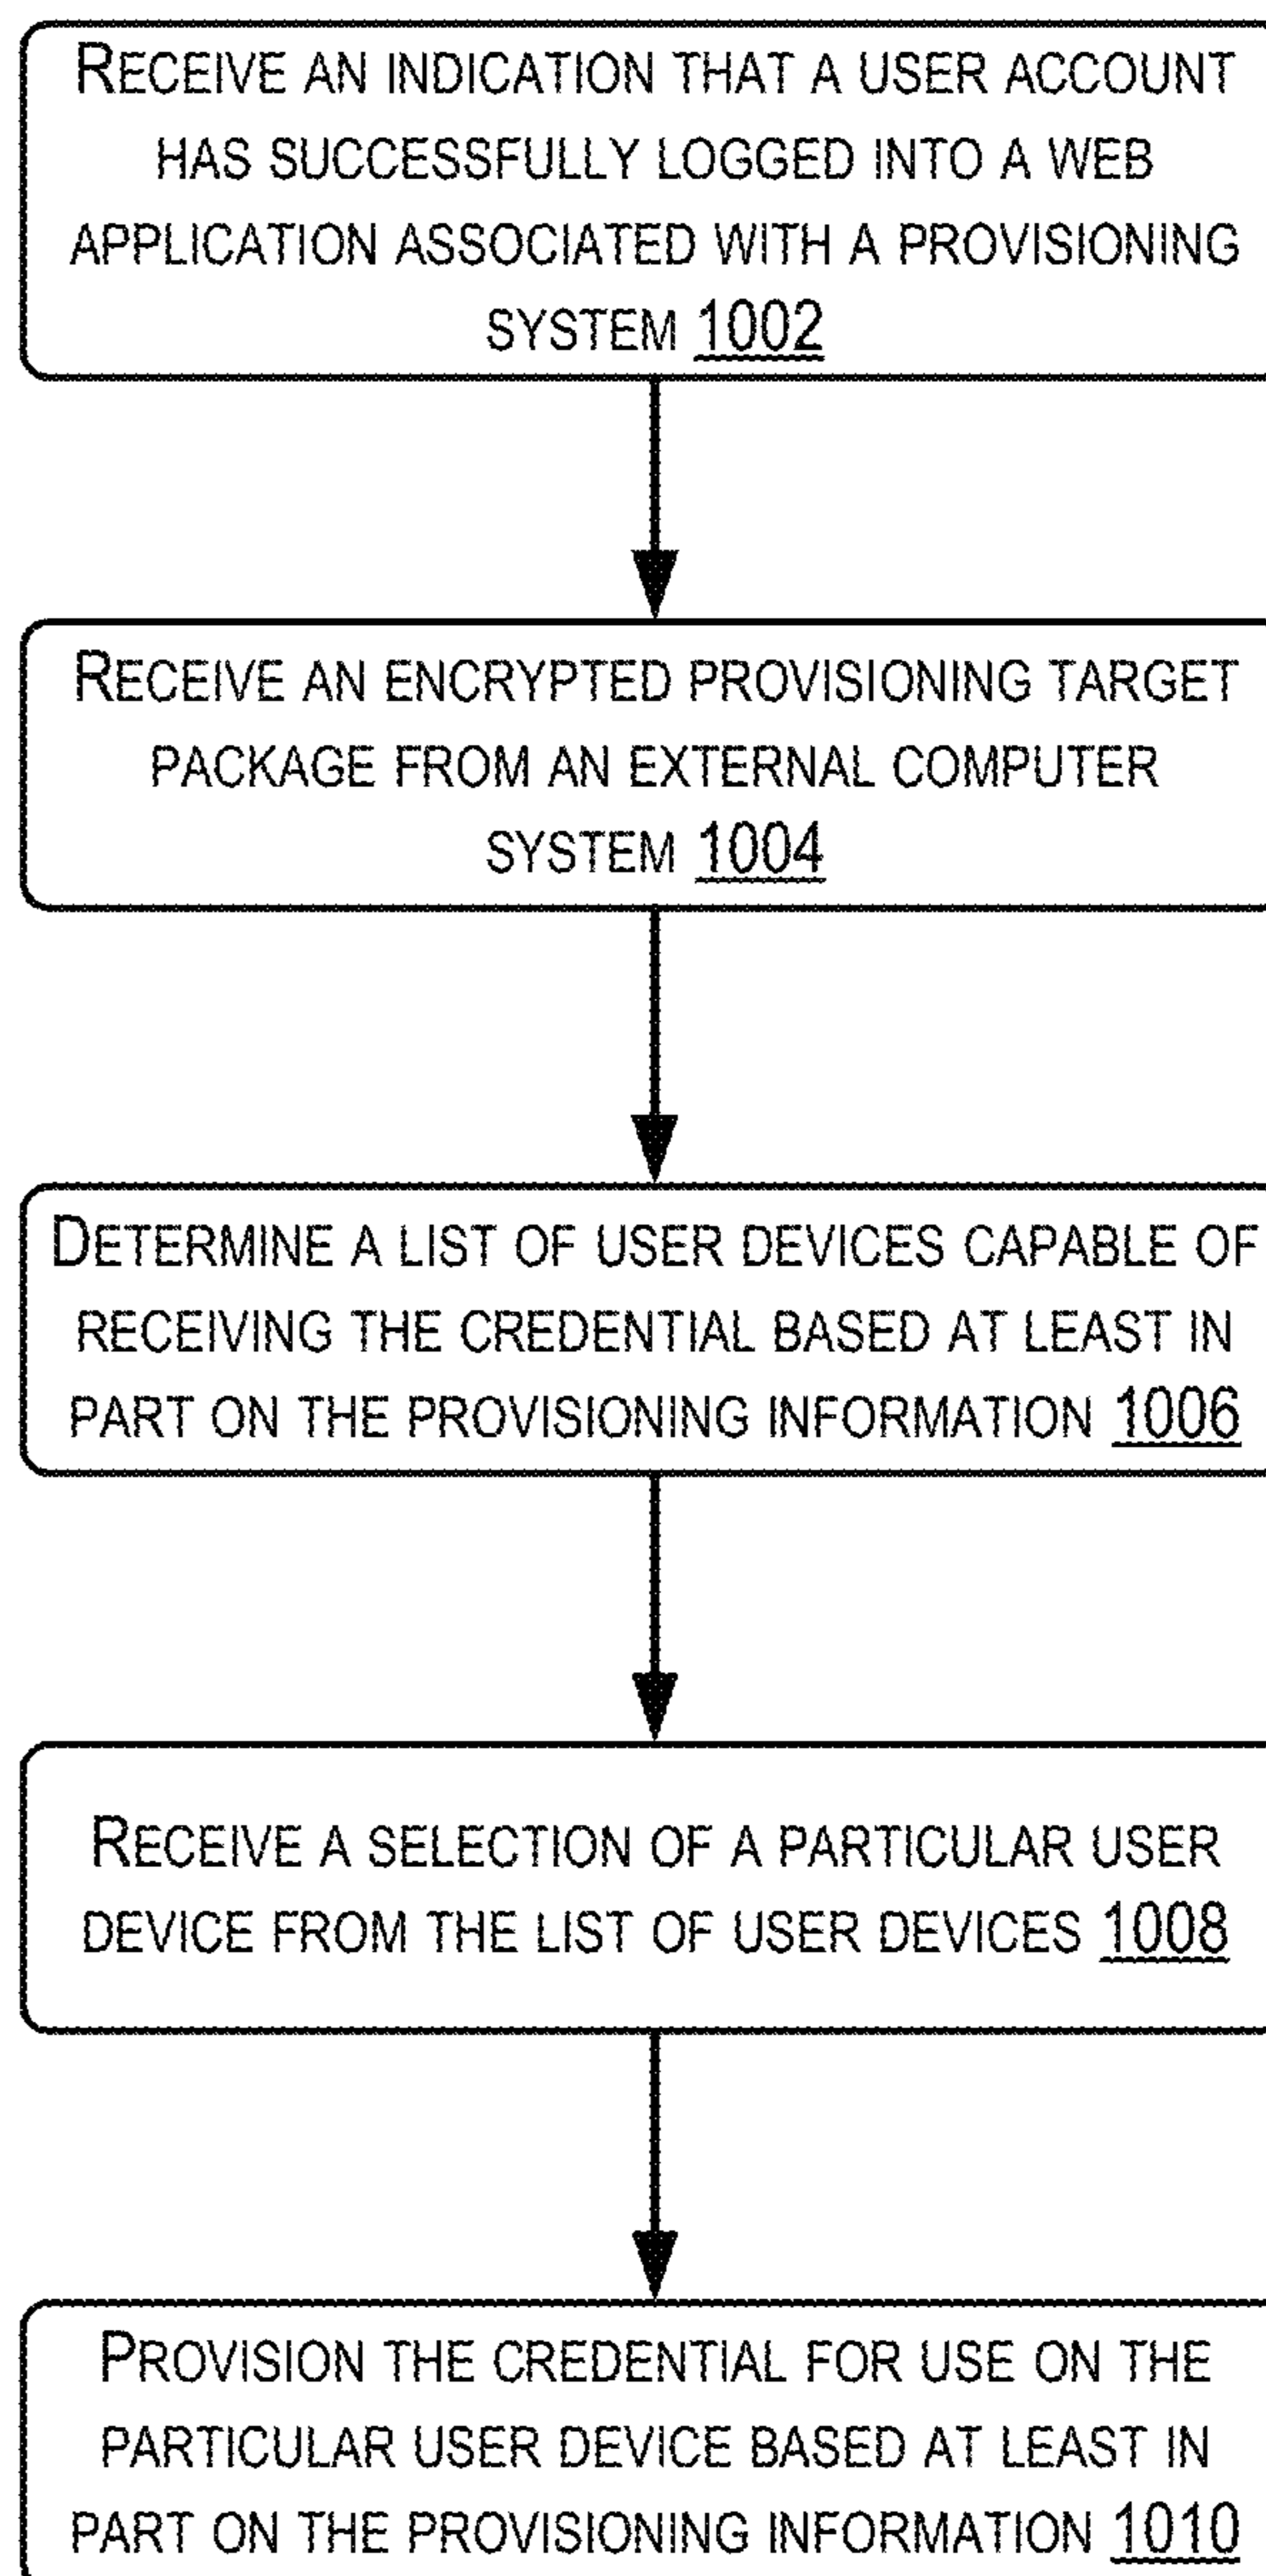 RECEIVE AN INDICATION THAT A USER ACCOUNT
HAS SUCCESSFULLY LOGGED INTO A WEB
APPLICATION ASSOCIATED WITH A PROVISIONING
SYSTEM 1002
RECEIVE AN ENCRYPTED PROVISIONING TARGET
PACKAGE FROM AN EXTERNAL COMPUTER
SYSTEM 1004
DETERMINE A LIST OF USER DEVICES CAPABLE OF
RECEIVING THE CREDENTIAL BASED AT LEAST IN
PART ON THE PROVISIONING INFORMATION 1006
RECEIVE A SELECTION OF A PARTICULAR USER
DEVICE FROM THE LIST OF USER DEVICES 1008
PROVISION THE CREDENTIAL FOR USE ON THE
PARTICULAR USER DEVICE BASED AT LEAST IN
PART ON THE PROVISIONING INFORMATION 1010